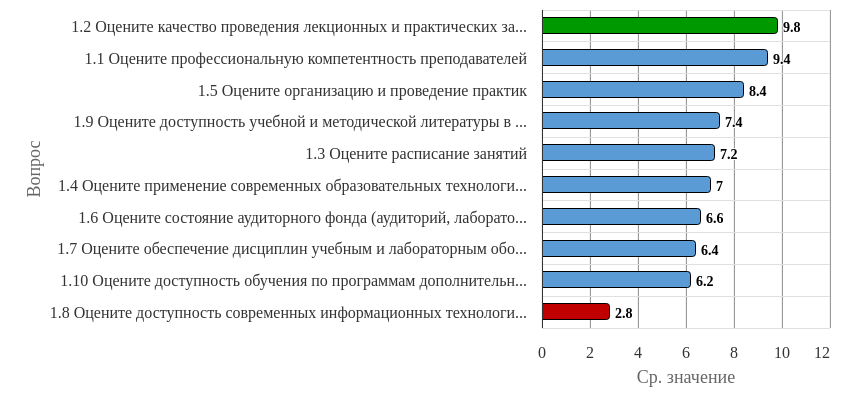 1.2 Оцените качество проведения лекционных и практических за... 9.8
1.1 Оцените профессиональную компетентность преподавателей 9.4
1.5 Оцените организацию и проведение практик 8.4
1.9 Оцените доступность учебной и методической литературы в ... 7.4
1.3 Оцените расписание занятий 7.2
1.4 Оцените применение современных образовательных технологи... 7
1.6 Оцените состояние аудиторного фонда (аудиторий, лаборато... 6.6
1.7 Оцените обеспечение дисциплин учебным и лабораторным обо... 6.4
1.10 Оцените доступность обучения по программам дополнительн... 6.2
1.8 Оцените доступность современных информационных технологи... 2.8
Вопрос
0 2 4 6 8 10 12
Ср. значение